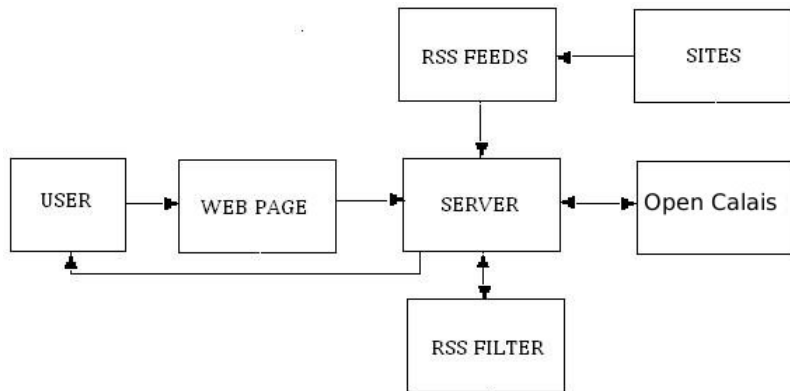 RSS FEEDS
SITES
USER
WEB PAGE
SERVER
Open Calais
RSS FILTER